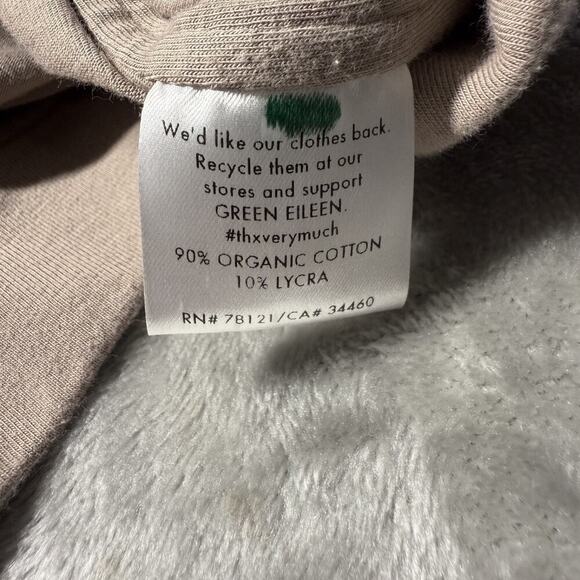 We'd like our clothes back.
Recycle them at our
stores and support
GREEN EILEEN.
#thxverymuch
90% ORGANIC COTTON
10% LYCRA
RN# 78121/CA# 34460